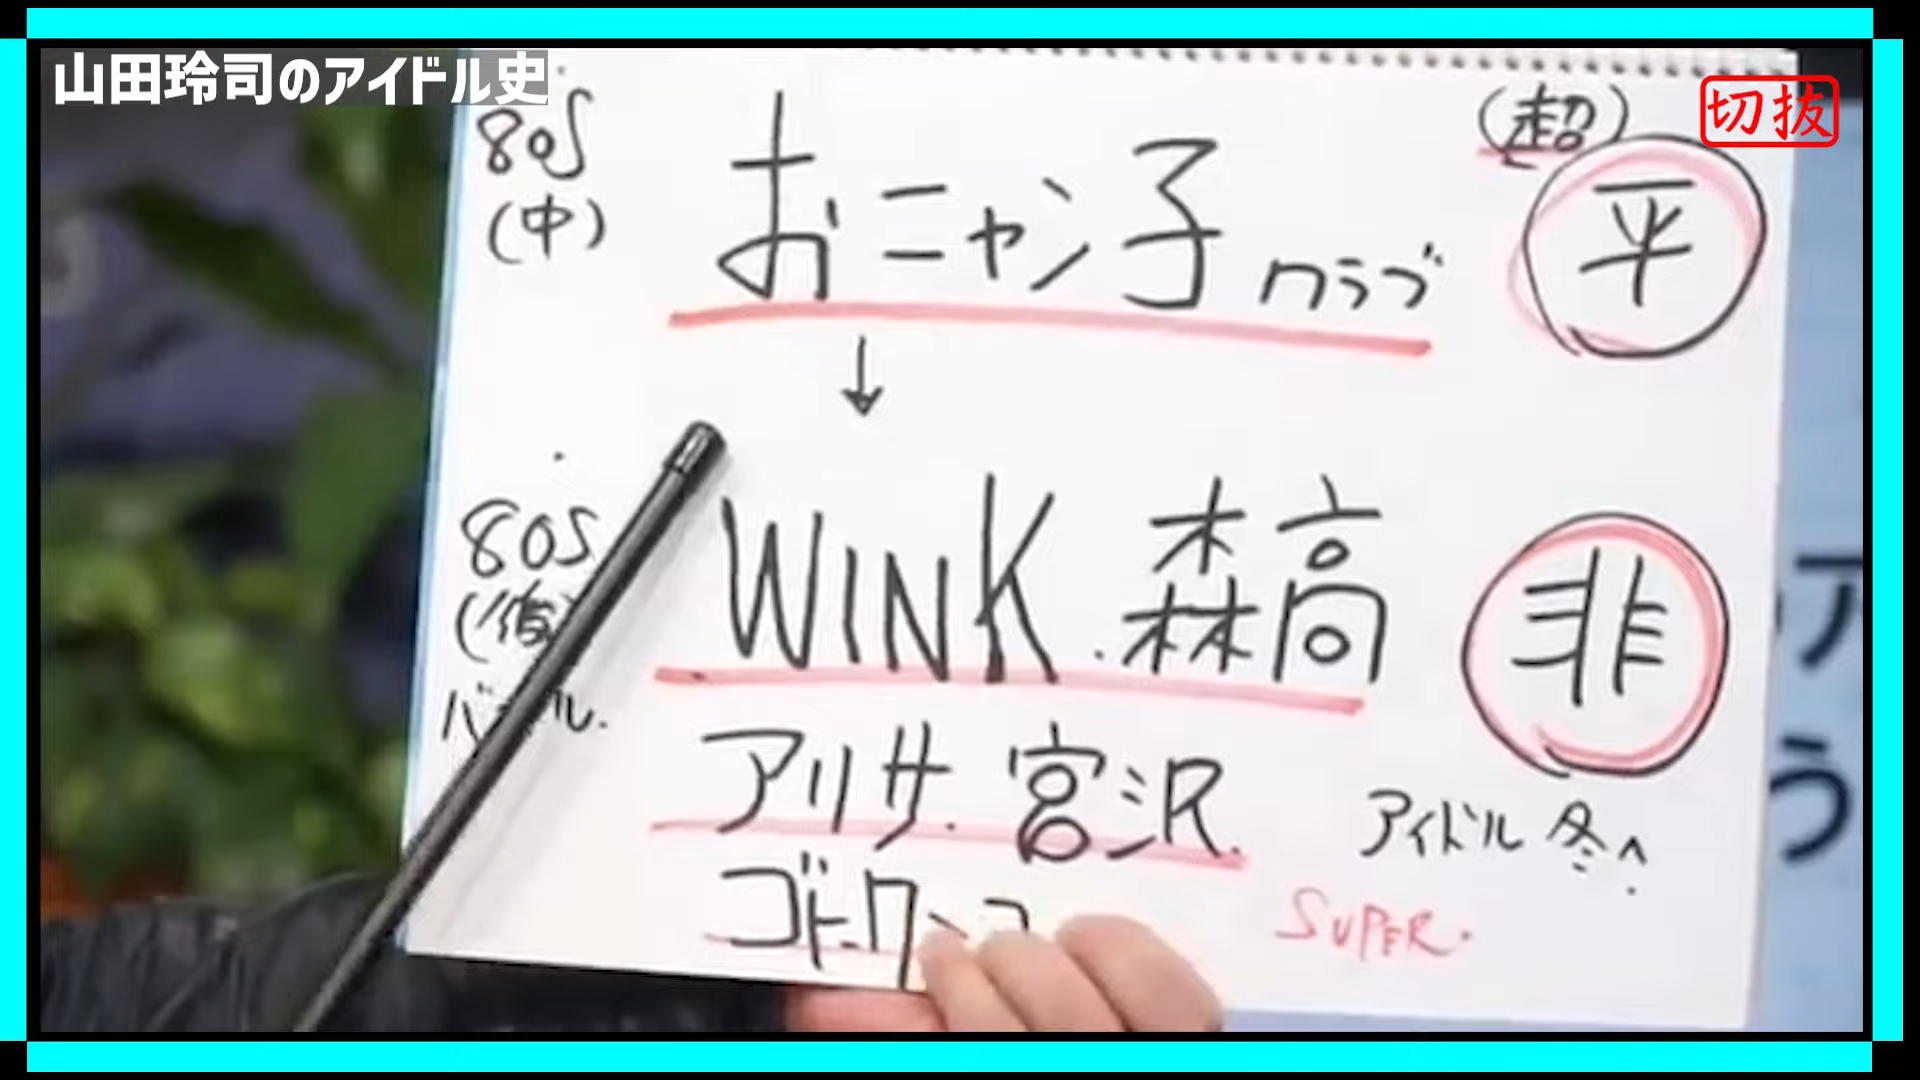 山田玲司のアイドル史
切抜
80S
(中)
おニャン子クラブ
(超)
平
↓
80S
WINK.森高
非
アリサ.宮沢.
アイドル冬へ
SUPER.